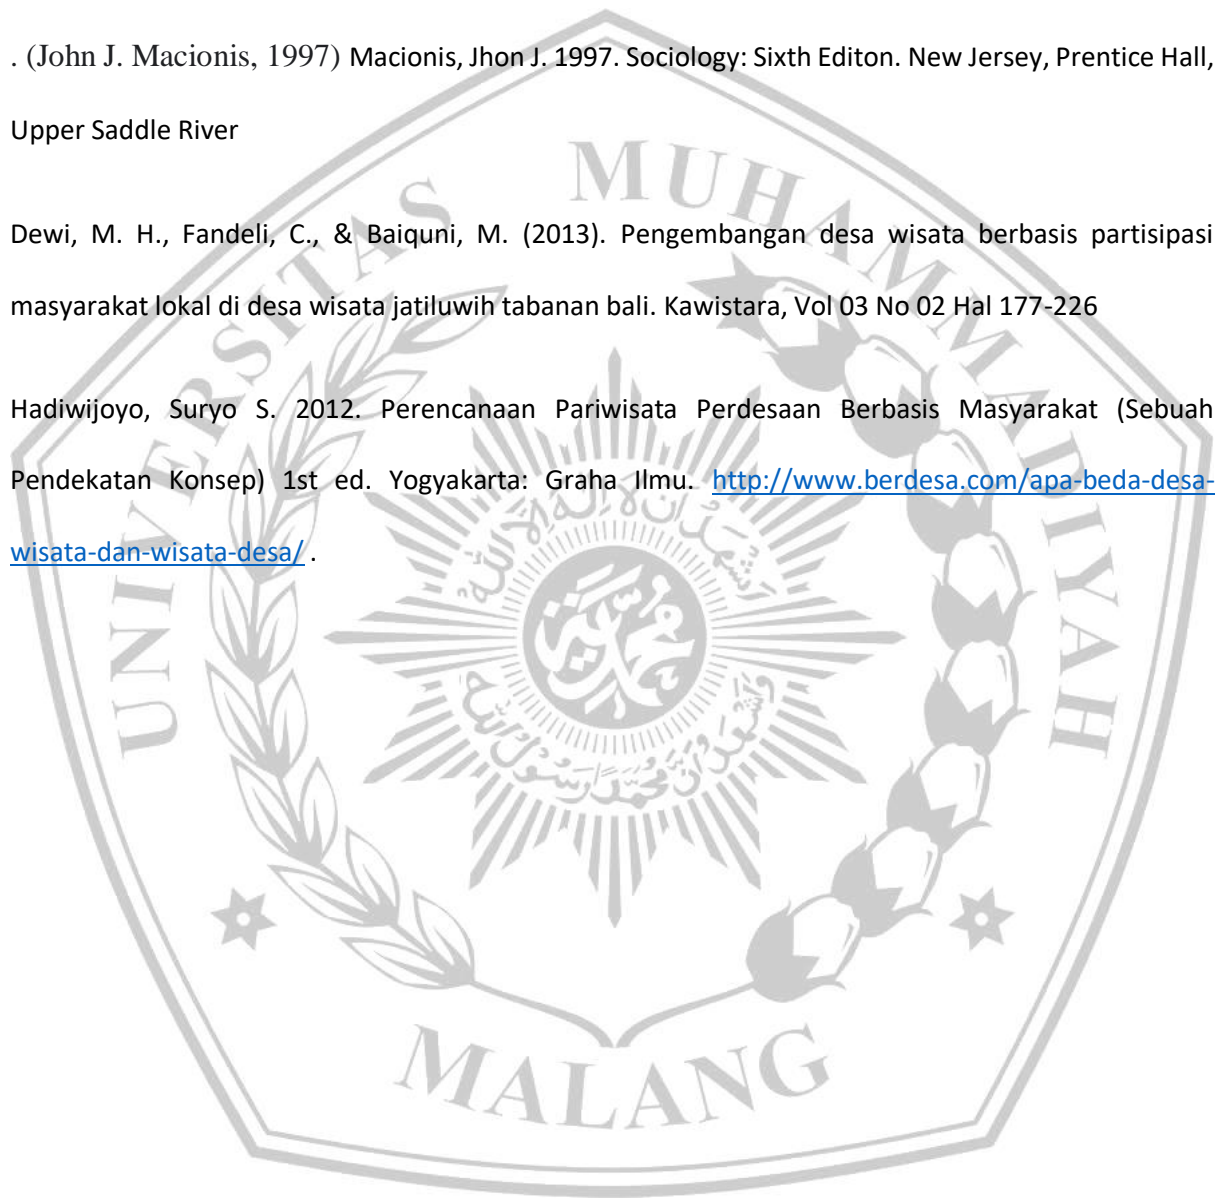 . (John J. Macionis, 1997) Macionis, Jhon J. 1997. Sociology: Sixth Editon. New Jersey, Prentice Hall,
Upper Saddle River
Dewi, M. H., Fandeli, C., & Baiquni, M. (2013). Pengembangan desa wisata berbasis partisipasi
masyarakat lokal di desa wisata jatiluwih tabanan bali. Kawistara, Vol 03 No 02 Hal 177-226
Hadiwijoyo, Suryo S. 2012. Perencanaan Pariwisata Perdesaan Berbasis Masyarakat (Sebuah
Pendekatan Konsep) 1st ed. Yogyakarta: Graha Ilmu. http://www.berdesa.com/apa-beda-desa-
wisata-dan-wisata-desa/ .
UNIVERSITAS MUHAMMADIYAH
MALANG